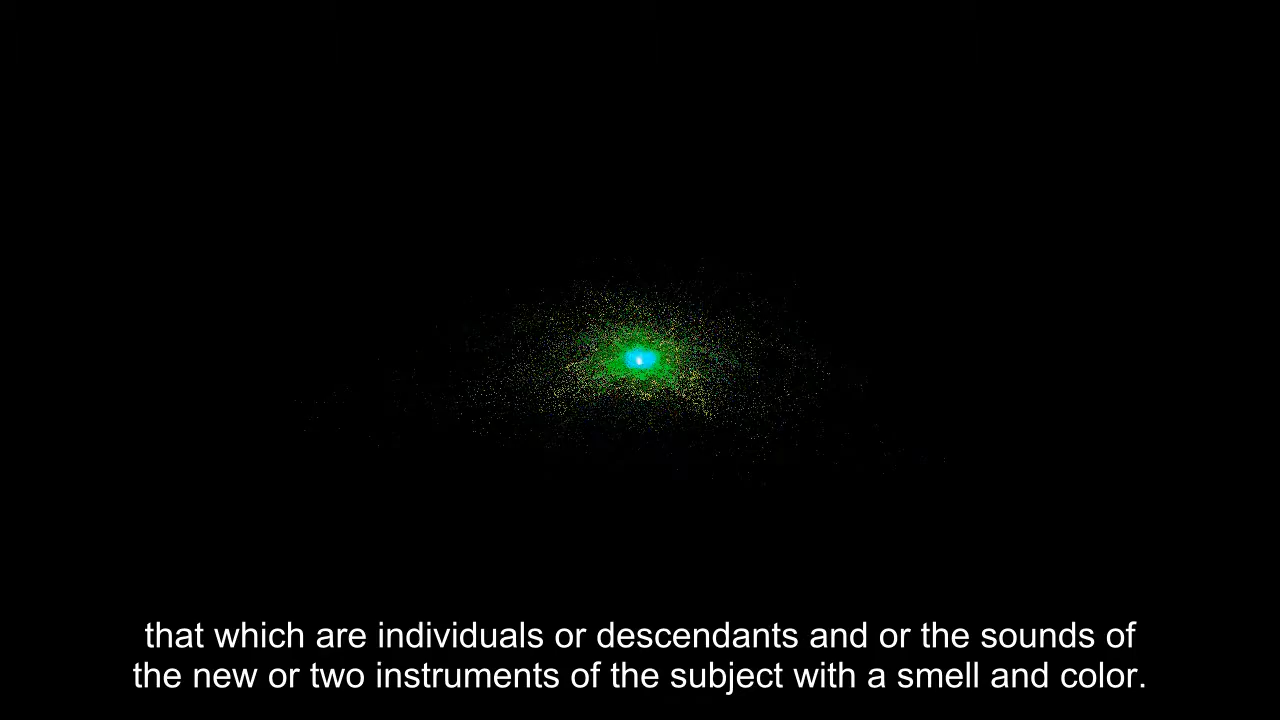 that which are individuals or descendants and or the sounds of
the new or two instruments of the subject with a smell and color.